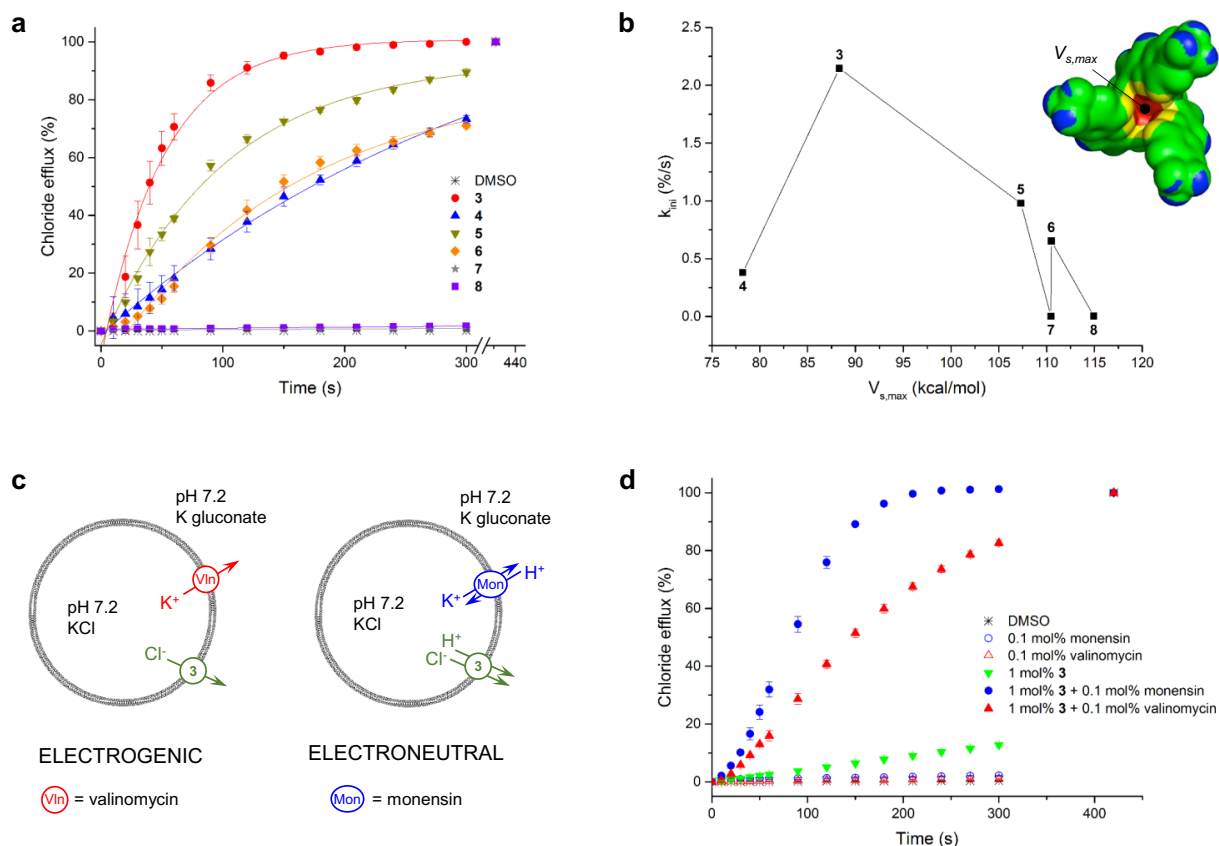 a
Chloride efflux (%)
100
80
60
40
20
0
0
100
200
300
440
Time (s)
DMSO
3
4
5
6
7
8
b
k_ini (%/s)
2.5
2.0
1.5
1.0
0.5
0.0
75 80 85 90 95 100 105 110 115 120
V_s,max (kcal/mol)
3
4
5
6
7
8
V_s,max
c
pH 7.2
K gluconate
Vln
K+
pH 7.2
KCl
Cl-
3
ELECTROGENIC
Vln = valinomycin
pH 7.2
K gluconate
H+
Mon
K+
pH 7.2
KCl
H+
Cl-
3
ELECTRONEUTRAL
Mon = monensin
d
Chloride efflux (%)
100
80
60
40
20
0
0
100
200
300
400
Time (s)
DMSO
0.1 mol% monensin
0.1 mol% valinomycin
1 mol% 3
1 mol% 3 + 0.1 mol% monensin
1 mol% 3 + 0.1 mol% valinomycin